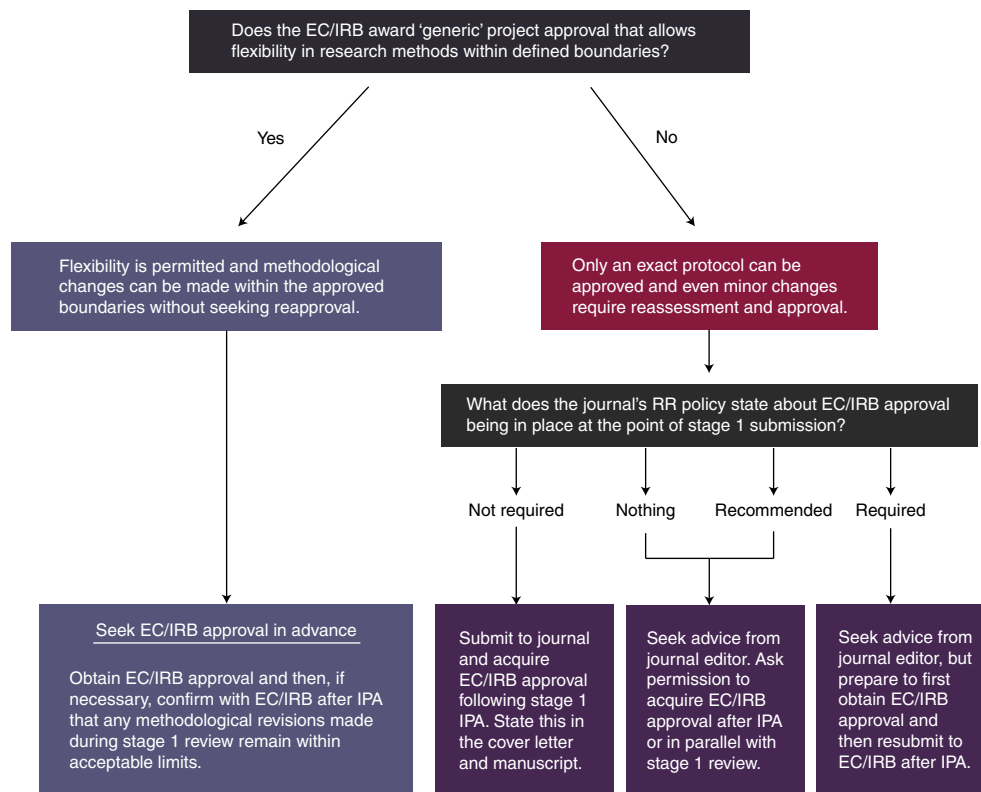 Does the EC/IRB award ‘generic’ project approval that allows
flexibility in research methods within defined boundaries?
Yes
No
Flexibility is permitted and methodological
changes can be made within the approved
boundaries without seeking reapproval.
Only an exact protocol can be
approved and even minor changes
require reassessment and approval.
What does the journal’s RR policy state about EC/IRB approval
being in place at the point of stage 1 submission?
Not required
Nothing
Recommended
Required
Seek EC/IRB approval in advance
Obtain EC/IRB approval and then, if
necessary, confirm with EC/IRB after IPA
that any methodological revisions made
during stage 1 review remain within
acceptable limits.
Submit to journal
and acquire
EC/IRB approval
following stage 1
IPA. State this in
the cover letter
and manuscript.
Seek advice from
journal editor. Ask
permission to
acquire EC/IRB
approval after IPA
or in parallel with
stage 1 review.
Seek advice from
journal editor, but
prepare to first
obtain EC/IRB
approval and
then resubmit to
EC/IRB after IPA.